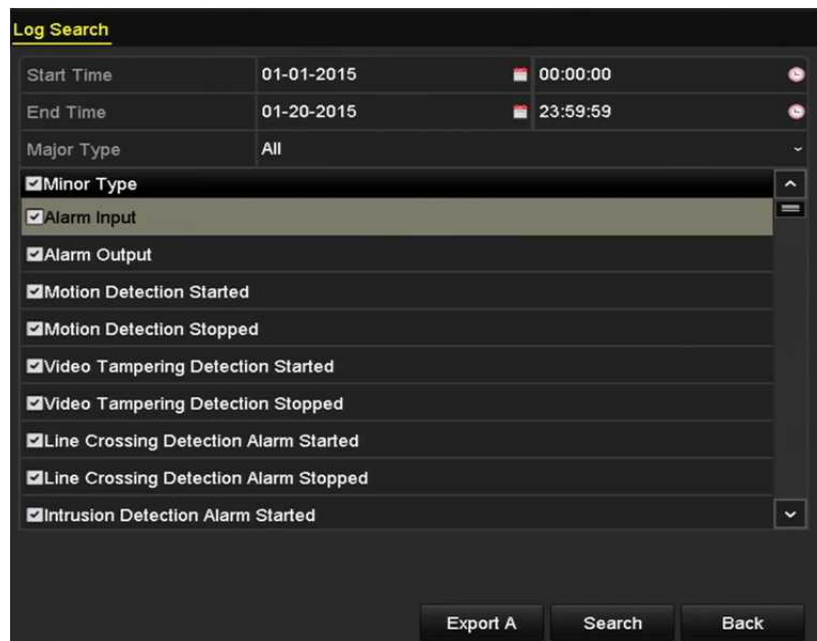 Log Search
Start Time 01-01-2015 00:00:00
End Time 01-20-2015 23:59:59
Major Type All
Minor Type
Alarm Input
Alarm Output
Motion Detection Started
Motion Detection Stopped
Video Tampering Detection Started
Video Tampering Detection Stopped
Line Crossing Detection Alarm Started
Line Crossing Detection Alarm Stopped
Intrusion Detection Alarm Started
Export A Search Back